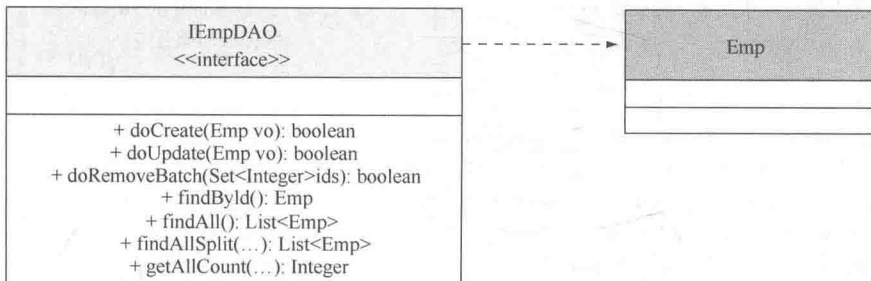 IEmpDAO
<<interface>>
Emp
+ doCreate(Emp vo): boolean
+ doUpdate(Emp vo): boolean
+ doRemoveBatch(Set<Integer>ids): boolean
+ findByld(): Emp
+ findAll(): List<Emp>
+ findAllSplit(…): List<Emp>
+ getAllCount(…): Integer